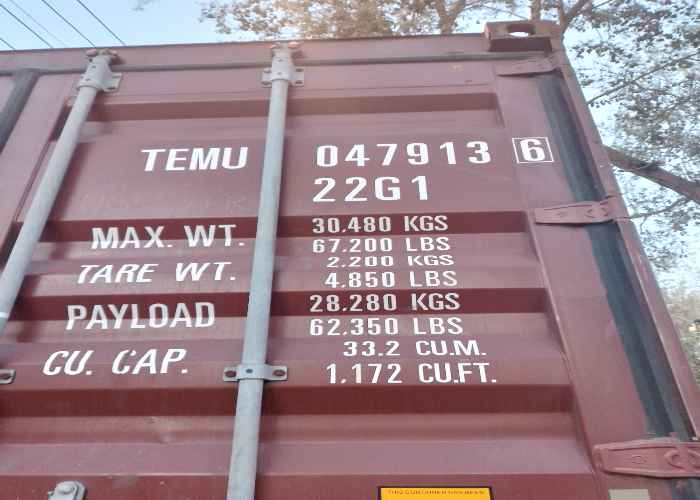 TEMU 047913 6
22G1
MAX. WT. 30.480 KGS
67.200 LBS
TARE WT. 2.200 KGS
4.850 LBS
PAYLOAD 28.280 KGS
62.350 LBS
CU. CAP. 33.2 CU.M.
1,172 CU.FT.